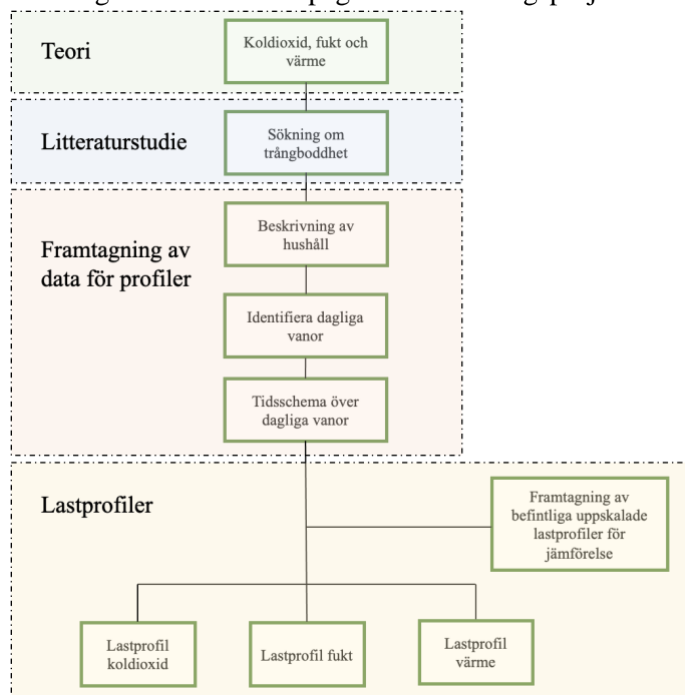 Teori
Koldioxid, fukt och
värme
Litteraturstudie
Sökning om
trångboddhet
Framtagning av
data för profiler
Beskrivning av
hushåll
Identifiera dagliga
vanor
Tidsschema över
dagliga vanor
Lastprofiler
Framtagning av
befintliga uppskalade
lastprofiler för
jämförelse
Lastprofil
koldioxid
Lastprofil fukt
Lastprofil
värme